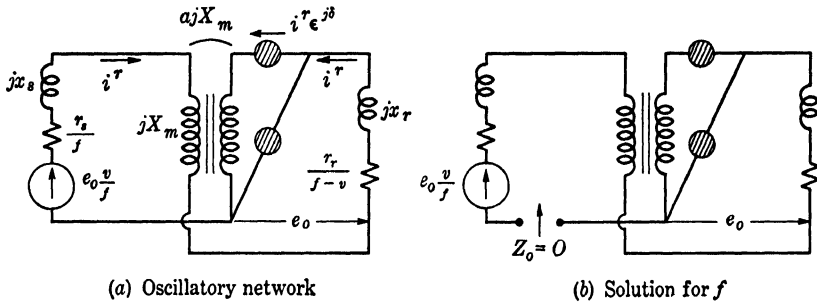 ajX_m
i^r ϵ^{jδ}
jx_s
i^r
i^r
r_s/f
jX_m
jx_r
r_r/(f − v)
e_0 v/f
e_0
(a) Oscillatory network
e_0 v/f
Z_0 = 0
e_0
(b) Solution for f